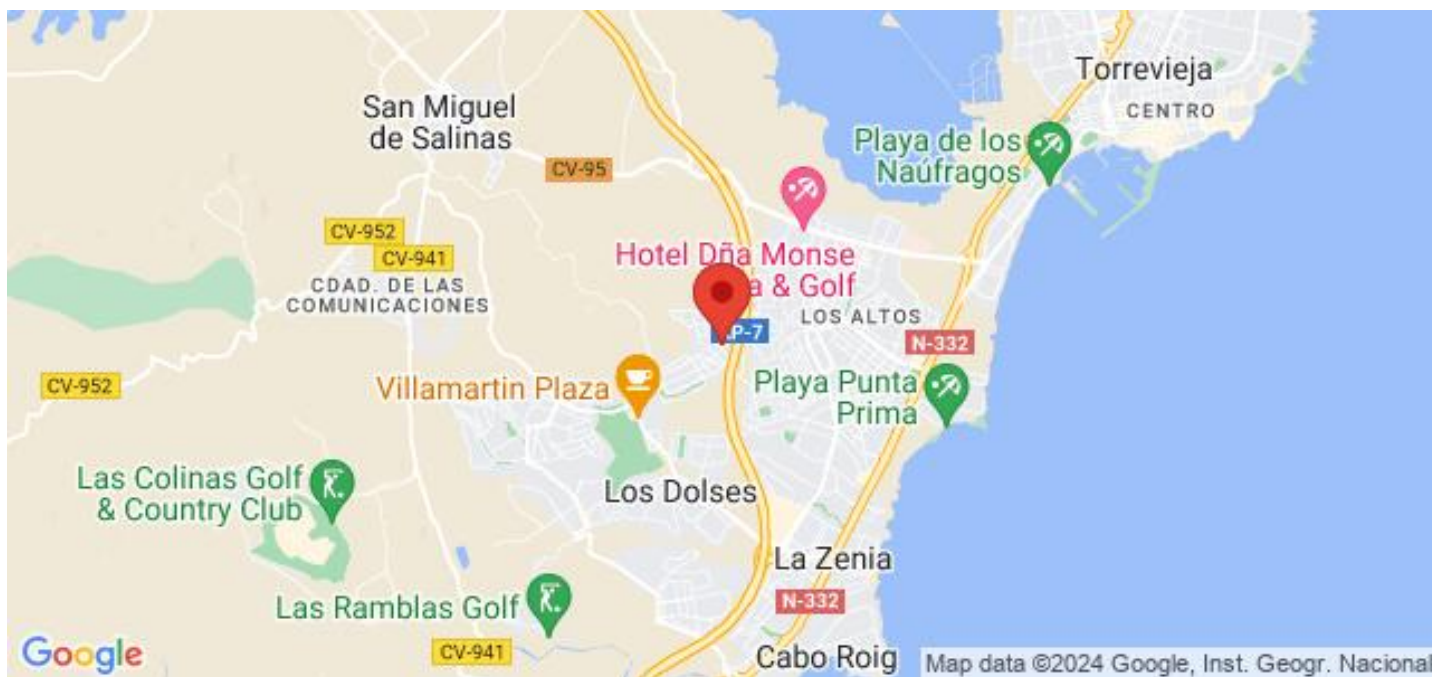 Torrevieja
CENTRO
San Miguel
de Salinas
Playa de los
Naúfragos
CV-95
CV-952
CV-941
Hotel Dña Monse
a & Golf
CDAD. DE LAS
COMUNICACIONES
LOS ALTOS
P-7
N-332
CV-952
Villamartin Plaza
Playa Punta
Prima
Las Colinas Golf
& Country Club
Los Dolses
La Zenia
N-332
Las Ramblas Golf
CV-941
Cabo Roig
Google
Map data ©2024 Google, Inst. Geogr. Nacional